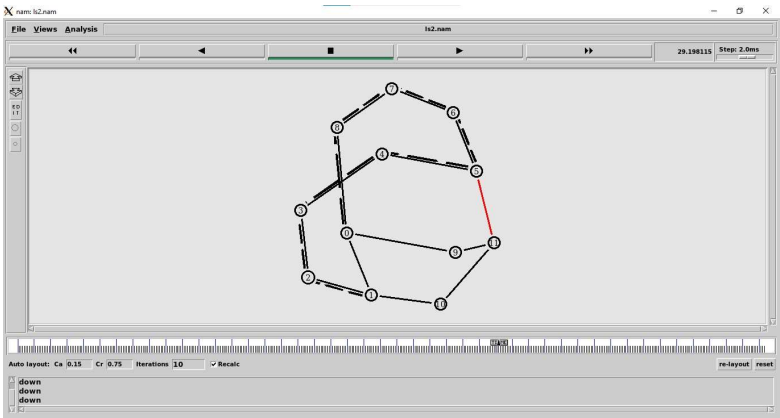 nam: ls2.nam
File Views Analysis ls2.nam
29.198115 Step: 2.0ms
ED
IT
7
6
8
4
5
3
0
11
9
2
1
10
Auto layout: Ca 0.15 Cr 0.75 Iterations 10 Recalc re-layout reset
down
down
down